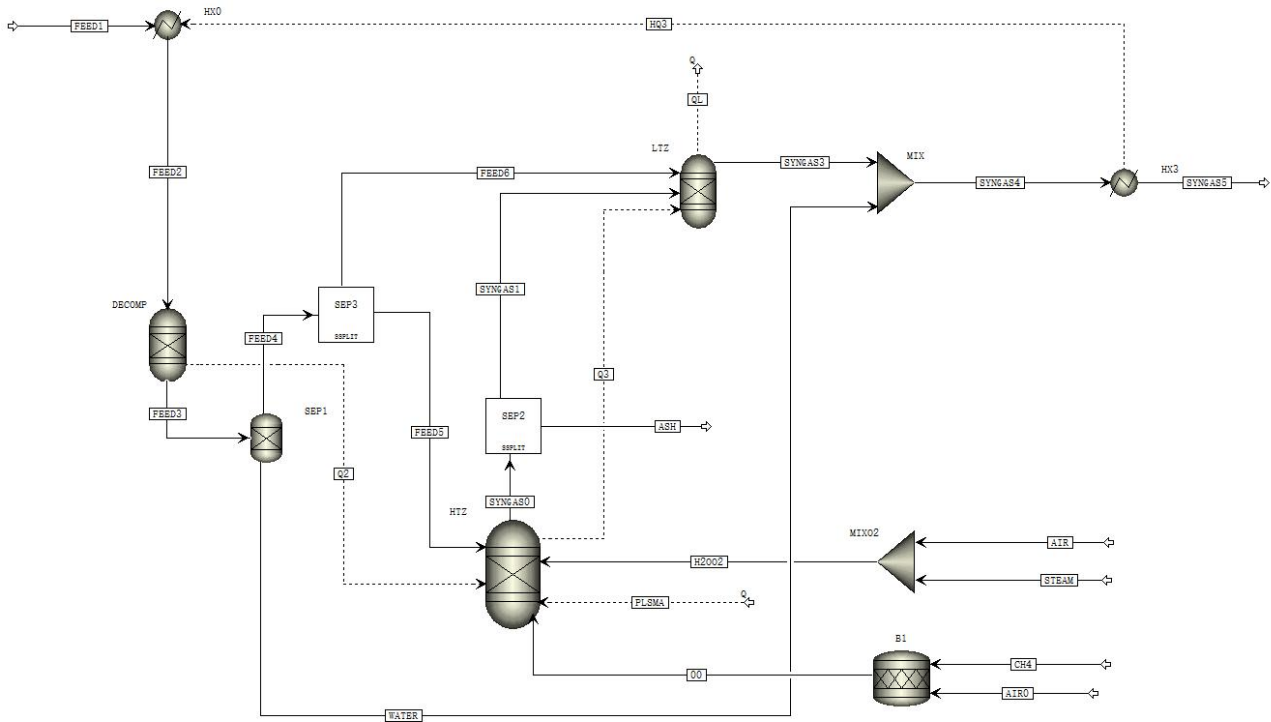 HX0
FEED1
HQ3
Q
QL
LTZ
MIX
SYNGAS3
HX3
FEED2
FEED6
SYNGAS4
SYNGAS5
SYNGAS1
DECOMP
SEP3
SSPLIT
FEED4
Q3
FEED3
SEP1
SEP2
SSPLIT
ASH
FEED5
Q2
SYNGAS0
HTZ
MIXO2
AIR
H2OO2
STEAM
PLSMA
Q
B1
CH4
OO
AIR0
WATER